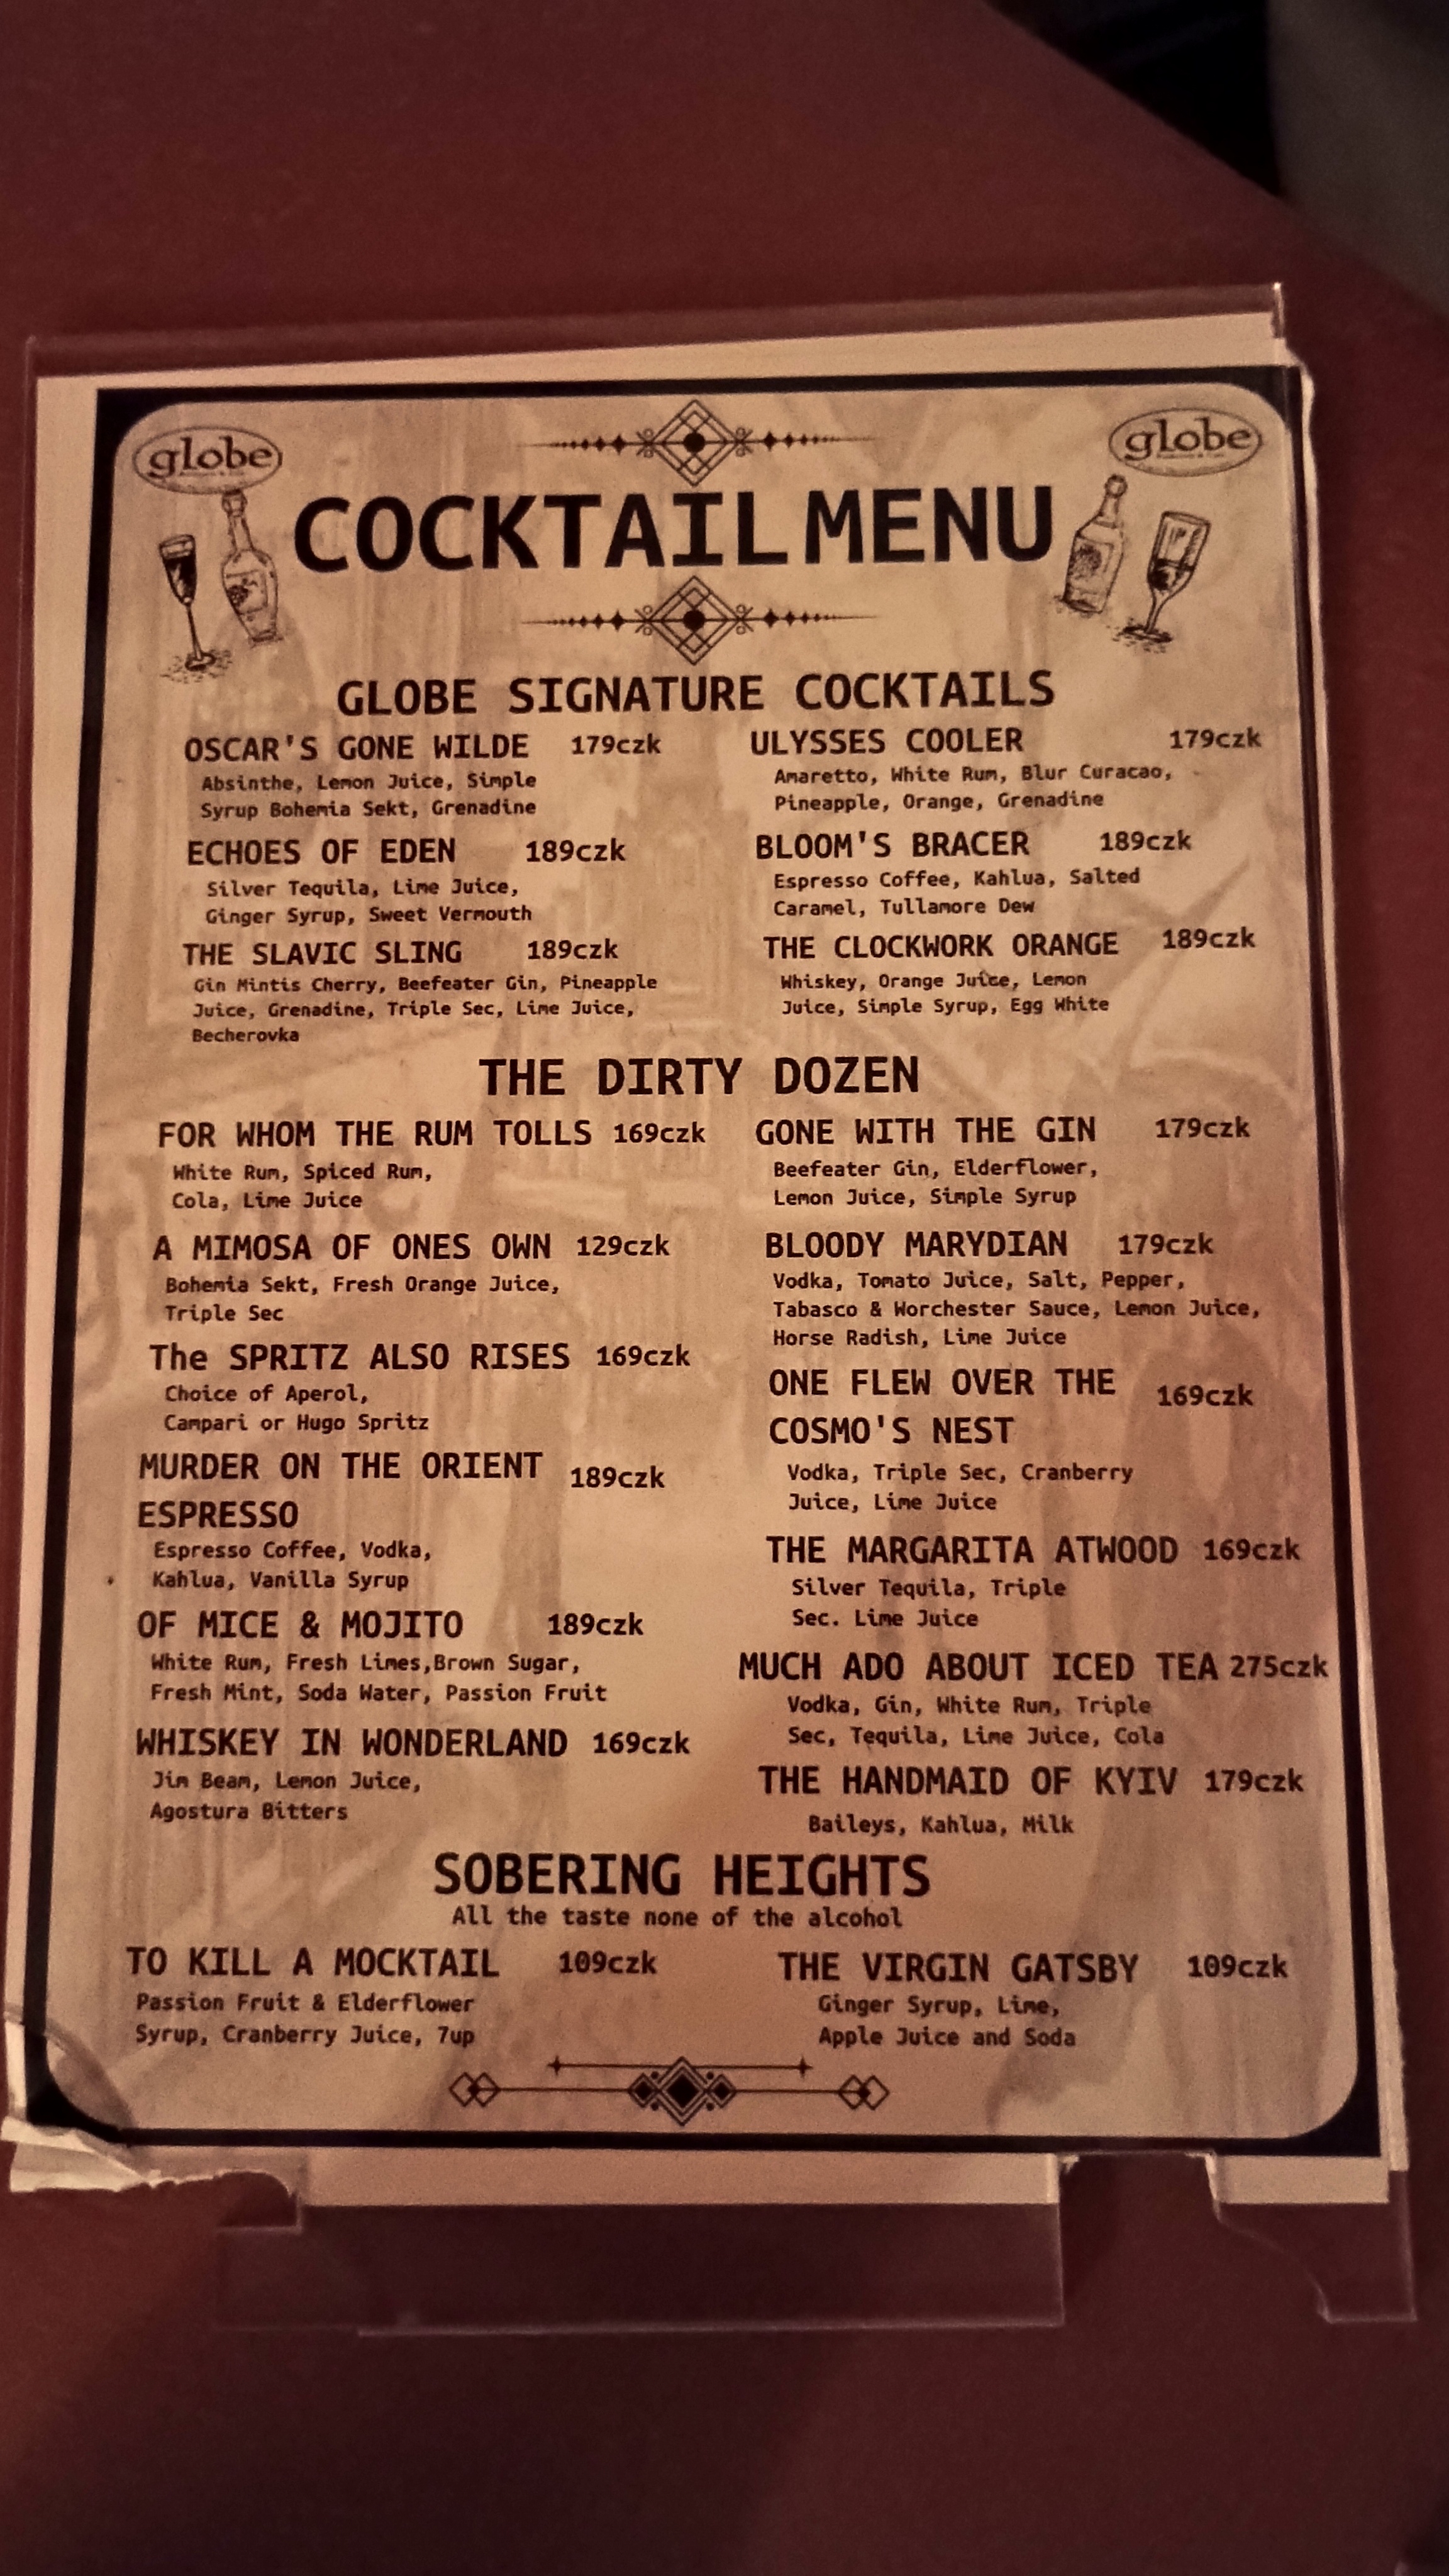 globe
globe
COCKTAIL MENU
GLOBE SIGNATURE COCKTAILS
OSCAR'S GONE WILDE 179czk
Absinthe, Lemon Juice, Simple
Syrup Bohemia Sekt, Grenadine
ECHOES OF EDEN 189czk
Silver Tequila, Lime Juice,
Ginger Syrup, Sweet Vermouth
THE SLAVIC SLING 189czk
Gin Mintis Cherry, Beefeater Gin, Pineapple
Juice, Grenadine, Triple Sec, Lime Juice,
Becherovka
ULYSSES COOLER 179czk
Amaretto, White Rum, Blur Curacao,
Pineapple, Orange, Grenadine
BLOOM'S BRACER 189czk
Espresso Coffee, Kahlua, Salted
Caramel, Tullamore Dew
THE CLOCKWORK ORANGE 189czk
Whiskey, Orange Juice, Lemon
Juice, Simple Syrup, Egg White
THE DIRTY DOZEN
FOR WHOM THE RUM TOLLS 169czk
White Rum, Spiced Rum,
Cola, Lime Juice
A MIMOSA OF ONES OWN 129czk
Bohemia Sekt, Fresh Orange Juice,
Triple Sec
The SPRITZ ALSO RISES 169czk
Choice of Aperol,
Campari or Hugo Spritz
MURDER ON THE ORIENT 189czk
ESPRESSO
Espresso Coffee, Vodka,
Kahlua, Vanilla Syrup
OF MICE & MOJITO 189czk
White Rum, Fresh Limes,Brown Sugar,
Fresh Mint, Soda Water, Passion Fruit
WHISKEY IN WONDERLAND 169czk
Jim Beam, Lemon Juice,
Agostura Bitters
GONE WITH THE GIN 179czk
Beefeater Gin, Elderflower,
Lemon Juice, Simple Syrup
BLOODY MARYDIAN 179czk
Vodka, Tomato Juice, Salt, Pepper,
Tabasco & Worchester Sauce, Lemon Juice,
Horse Radish, Lime Juice
ONE FLEW OVER THE 169czk
COSMO'S NEST
Vodka, Triple Sec, Cranberry
Juice, Lime Juice
THE MARGARITA ATWOOD 169czk
Silver Tequila, Triple
Sec. Lime Juice
MUCH ADO ABOUT ICED TEA 275czk
Vodka, Gin, White Rum, Triple
Sec, Tequila, Lime Juice, Cola
THE HANDMAID OF KYIV 179czk
Baileys, Kahlua, Milk
SOBERING HEIGHTS
All the taste none of the alcohol
TO KILL A MOCKTAIL 109czk
Passion Fruit & Elderflower
Syrup, Cranberry Juice, 7up
THE VIRGIN GATSBY 109czk
Ginger Syrup, Lime,
Apple Juice and Soda